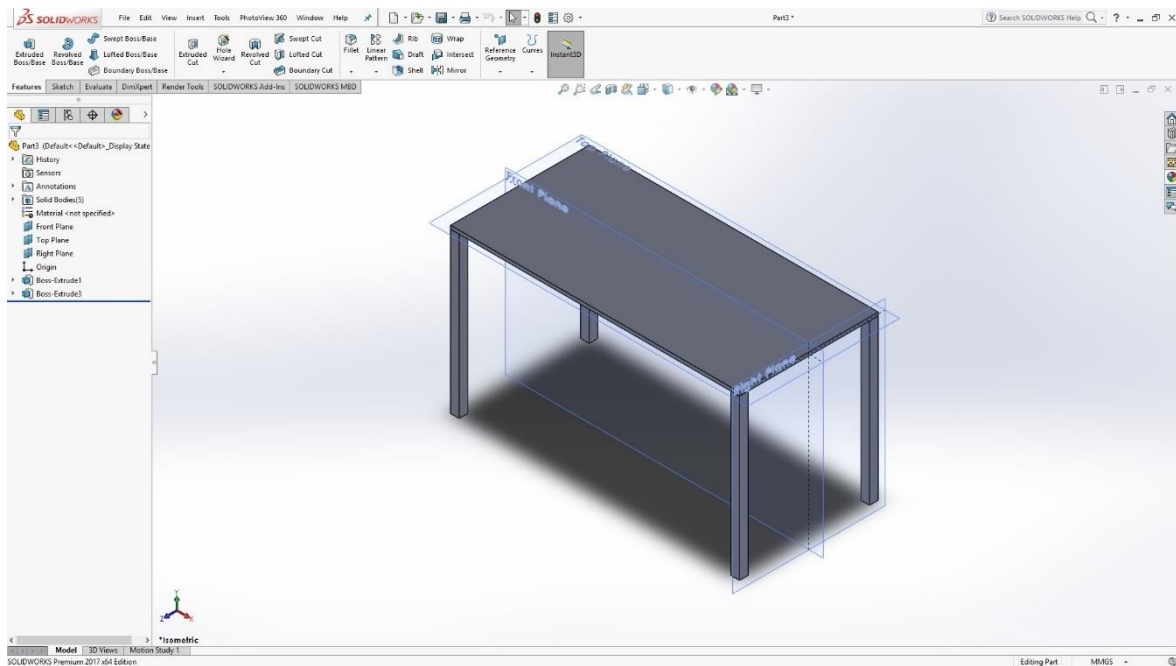 SOLIDWORKS File Edit View Insert Tools PhotoView 360 Window Help Part3 * Search SOLIDWORKS Help
Extruded Boss/Base Revolved Boss/Base Swept Boss/Base Lofted Boss/Base Boundary Boss/Base Extruded Cut Hole Wizard Revolved Cut Swept Cut Lofted Cut Boundary Cut Fillet Linear Pattern Rib Draft Shell Wrap Intersect Mirror Reference Geometry Curves Instant3D
Features Sketch Evaluate DimXpert Render Tools SOLIDWORKS Add-Ins SOLIDWORKS MBD
Part3 (Default<<Default>_Display State
History
Sensors
Annotations
Solid Bodies(5)
Material <not specified>
Front Plane
Top Plane
Right Plane
Origin
Boss-Extrude1
Boss-Extrude3
Top Plane
Front Plane
Right Plane
Y
Z
X
*Isometric
Model 3D Views Motion Study 1
SOLIDWORKS Premium 2017 x64 Edition Editing Part MMGS